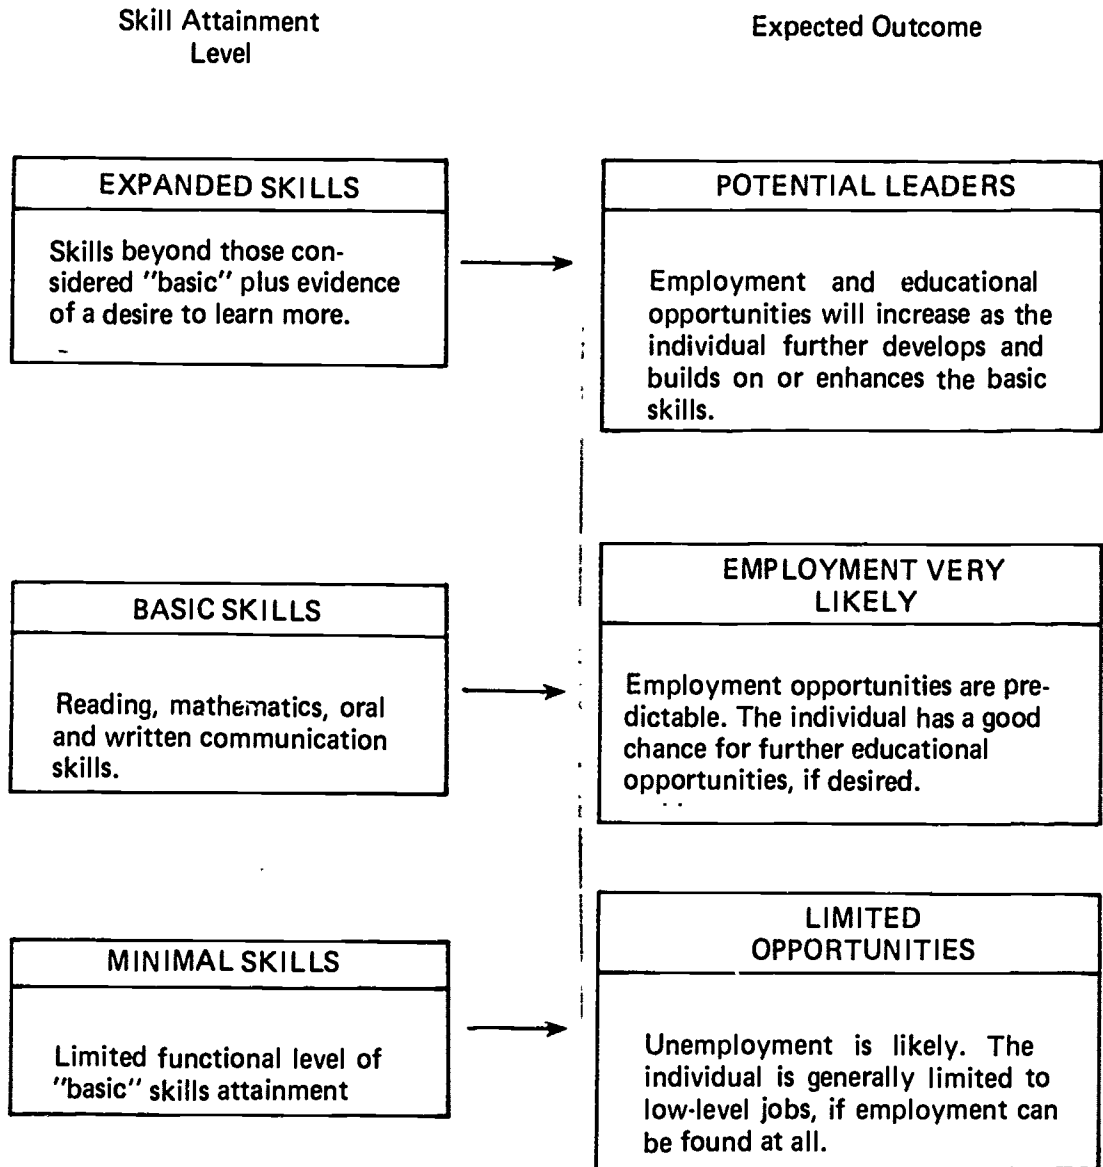 Skill Attainment
Level
Expected Outcome
EXPANDED SKILLS
Skills beyond those con-
sidered "basic" plus evidence
of a desire to learn more.
POTENTIAL LEADERS
Employment and educational
opportunities will increase as the
individual further develops and
builds on or enhances the basic
skills.
BASIC SKILLS
Reading, mathematics, oral
and written communication
skills.
EMPLOYMENT VERY
LIKELY
Employment opportunities are pre-
dictable. The individual has a good
chance for further educational
opportunities, if desired.
MINIMAL SKILLS
Limited functional level of
"basic" skills attainment
LIMITED
OPPORTUNITIES
Unemployment is likely. The
individual is generally limited to
low-level jobs, if employment can
be found at all.